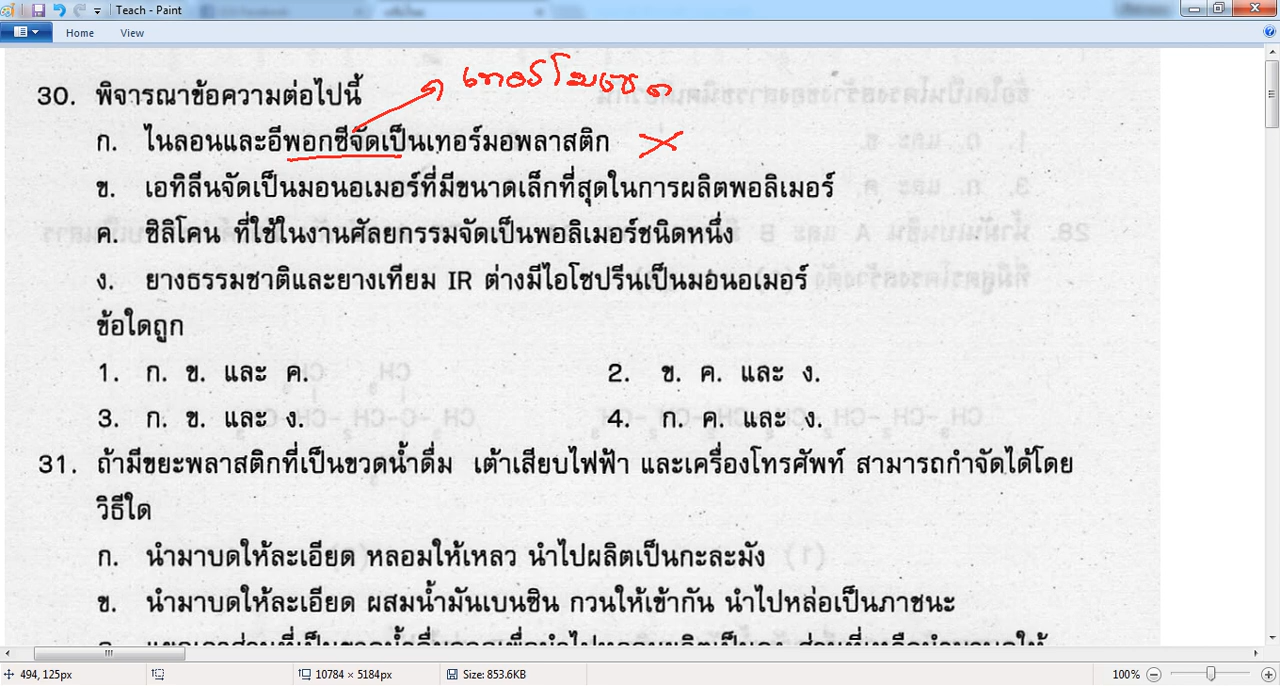 Teach - Paint
Home View
เทอร์โมเซต
30. พิจารณาข้อความต่อไปนี้
ก. ไนลอนและอีพอกซีจัดเป็นเทอร์มอพลาสติก
ข. เอทิลีนจัดเป็นมอนอเมอร์ที่มีขนาดเล็กที่สุดในการผลิตพอลิเมอร์
ค. ซิลิโคน ที่ใช้ในงานศัลยกรรมจัดเป็นพอลิเมอร์ชนิดหนึ่ง
ง. ยางธรรมชาติและยางเทียม IR ต่างมีไอโซปรีนเป็นมอนอเมอร์
ข้อใดถูก
1. ก. ข. และ ค. 2. ข. ค. และ ง.
3. ก. ข. และ ง. 4. ก. ค. และ ง.
31. ถ้ามีขยะพลาสติกที่เป็นขวดน้ำดื่ม เต้าเสียบไฟฟ้า และเครื่องโทรศัพท์ สามารถกำจัดได้โดย
วิธีใด
ก. นำมาบดให้ละเอียด หลอมให้เหลว นำไปผลิตเป็นกะละมัง
ข. นำมาบดให้ละเอียด ผสมน้ำมันเบนซิน กวนให้เข้ากัน นำไปหล่อเป็นภาชนะ
494, 125px 10784 × 5184px Size: 853.6KB 100%